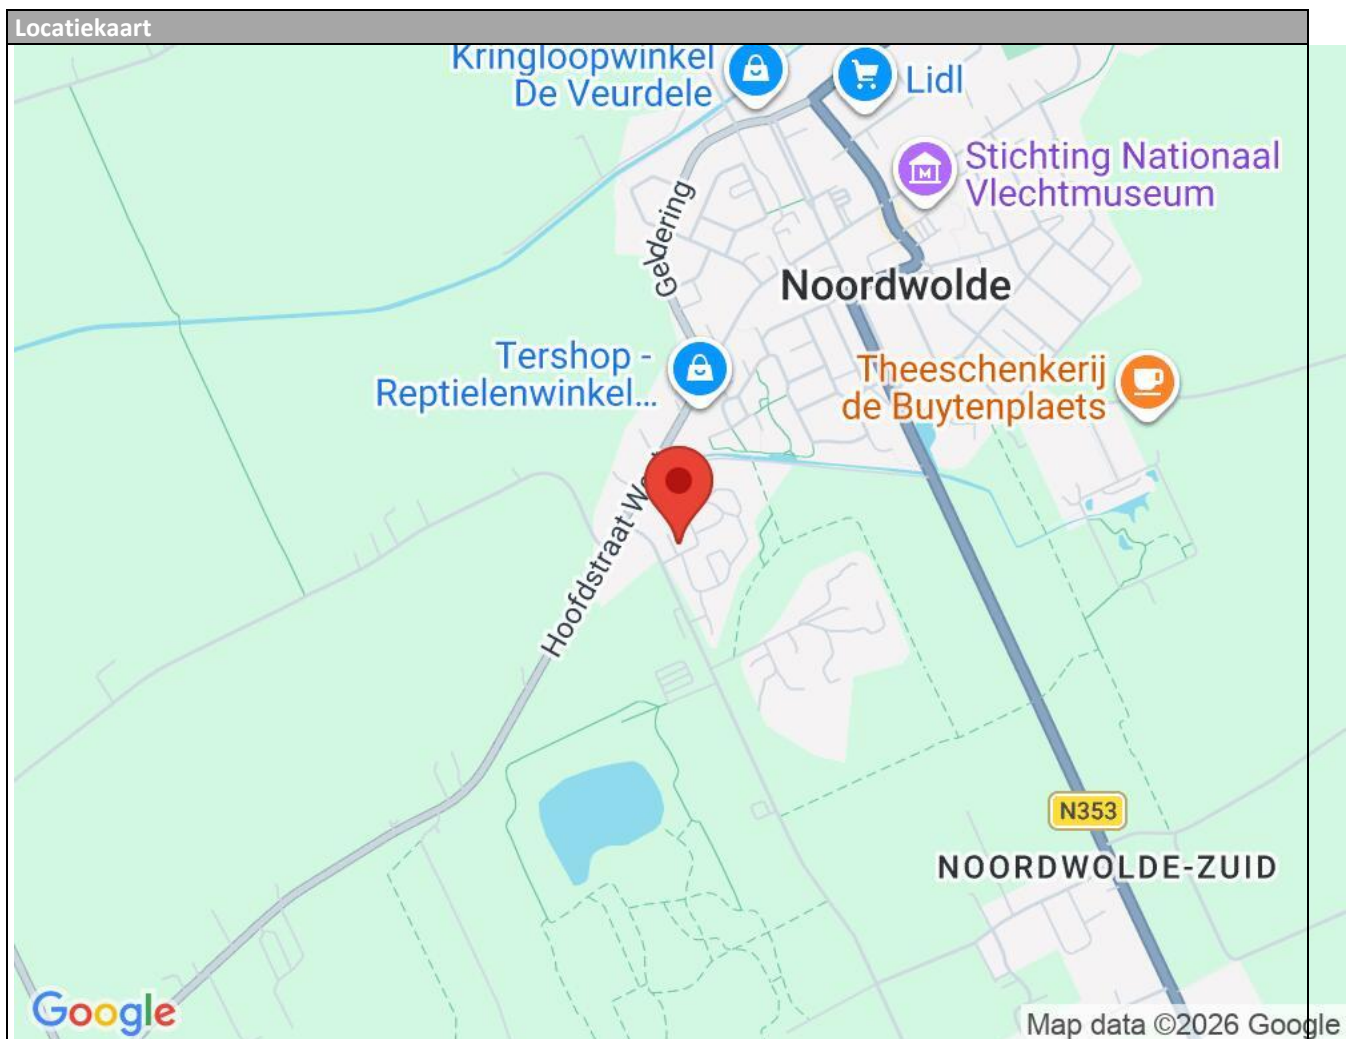 Locatiekaart
Kringloopwinkel
De Veurdele
Lidl
Stichting Nationaal
Vlechtmuseum
Geldering
Noordwolde
Tershop -
Reptielenwinkel...
Theeschenkerij
de Buytenplaets
Hoofdstraat We
N353
NOORDWOLDE-ZUID
Google
Map data ©2026 Google